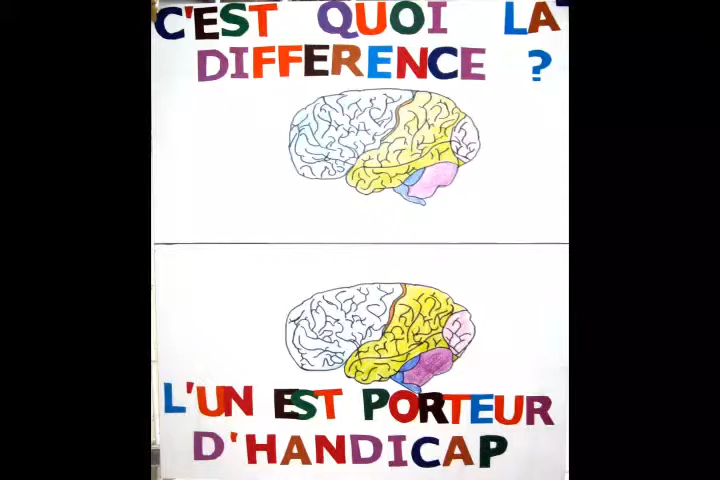 C'EST QUOI LA
DIFFERENCE ?
L'UN EST PORTEUR
D'HANDICAP